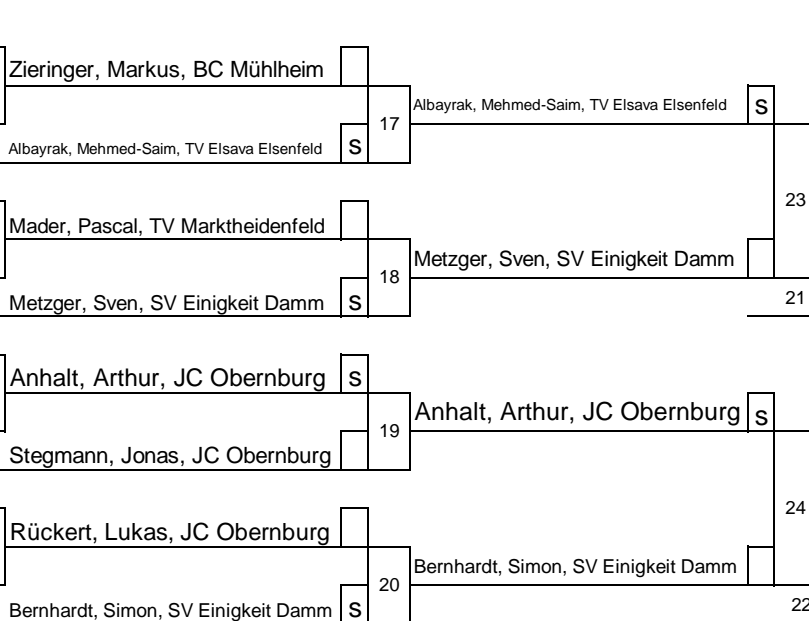 Zieringer, Markus, BC Mühlheim
Albayrak, Mehmed-Saim, TV Elsava Elsenfeld s
17
Albayrak, Mehmed-Saim, TV Elsava Elsenfeld s
23
Mader, Pascal, TV Marktheidenfeld
Metzger, Sven, SV Einigkeit Damm s
18
Metzger, Sven, SV Einigkeit Damm
21
Anhalt, Arthur, JC Obernburg s
Stegmann, Jonas, JC Obernburg
19
Anhalt, Arthur, JC Obernburg s
24
Rückert, Lukas, JC Obernburg
Bernhardt, Simon, SV Einigkeit Damm s
20
Bernhardt, Simon, SV Einigkeit Damm
22